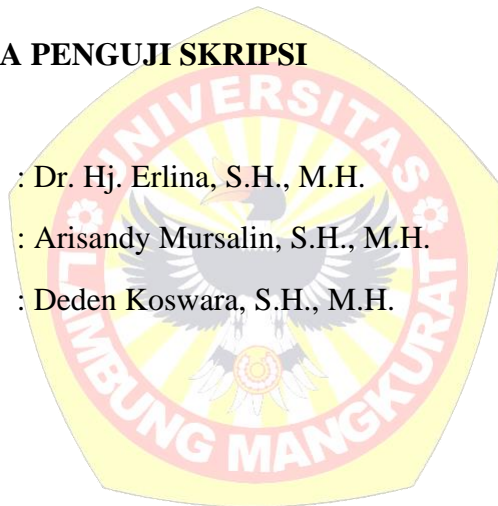 A PENGUJI SKRIPSI
: Dr. Hj. Erlina, S.H., M.H.
: Arisandy Mursalin, S.H., M.H.
: Deden Koswara, S.H., M.H.
UNIVERSITAS
LAMBUNG MANGKURAT